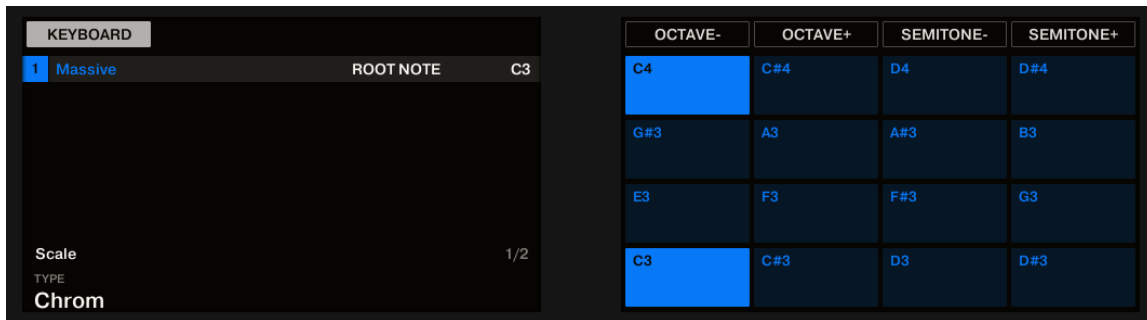 KEYBOARD
1 Massive ROOT NOTE C3
Scale 1/2
TYPE
Chrom
OCTAVE- OCTAVE+ SEMITONE- SEMITONE+
C4 C#4 D4 D#4
G#3 A3 A#3 B3
E3 F3 F#3 G3
C3 C#3 D3 D#3